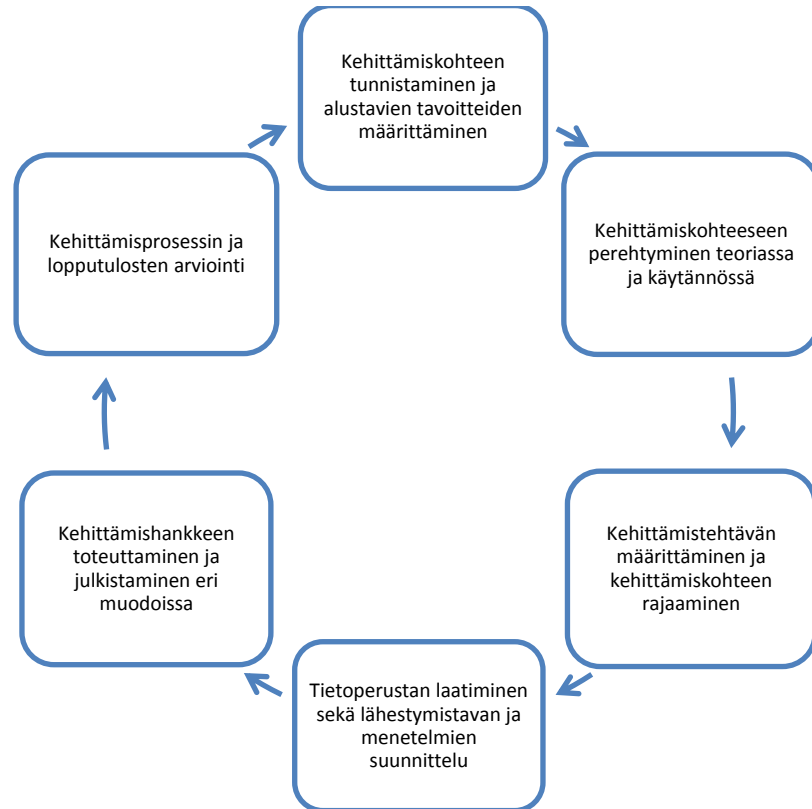 Kehittämiskohteen
tunnistaminen ja
alustavien tavoitteiden
määrittäminen
Kehittämiskohteeseen
perehtyminen teoriassa
ja käytännössä
Kehittämistehtävän
määrittäminen ja
kehittämiskohteen
rajaaminen
Tietoperustan laatiminen
sekä lähestymistavan ja
menetelmien
suunnittelu
Kehittämishankkeen
toteuttaminen ja
julkistaminen eri
muodoissa
Kehittämisprosessin ja
lopputulosten arviointi